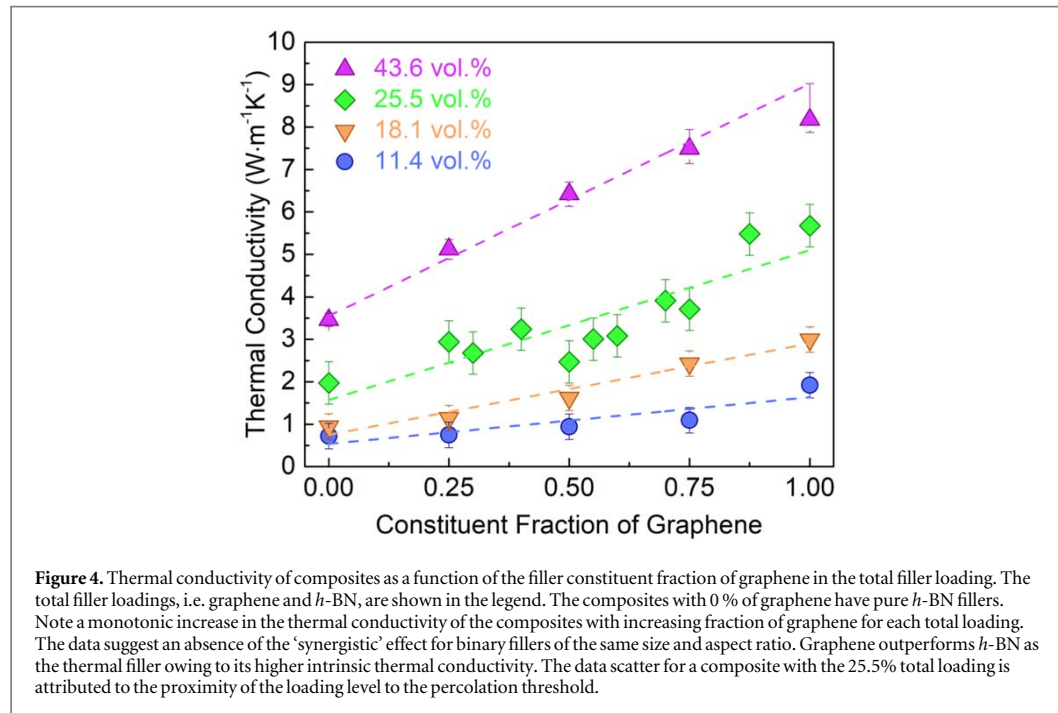 10
9
8
7
6
5
4
3
2
1
0
Thermal Conductivity (W·m⁻¹K⁻¹)
43.6 vol.%
25.5 vol.%
18.1 vol.%
11.4 vol.%
0.00 0.25 0.50 0.75 1.00
Constituent Fraction of Graphene
Figure 4. Thermal conductivity of composites as a function of the filler constituent fraction of graphene in the total filler loading. The
total filler loadings, i.e. graphene and h-BN, are shown in the legend. The composites with 0 % of graphene have pure h-BN fillers.
Note a monotonic increase in the thermal conductivity of the composites with increasing fraction of graphene for each total loading.
The data suggest an absence of the ‘synergistic’ effect for binary fillers of the same size and aspect ratio. Graphene outperforms h-BN as
the thermal filler owing to its higher intrinsic thermal conductivity. The data scatter for a composite with the 25.5% total loading is
attributed to the proximity of the loading level to the percolation threshold.